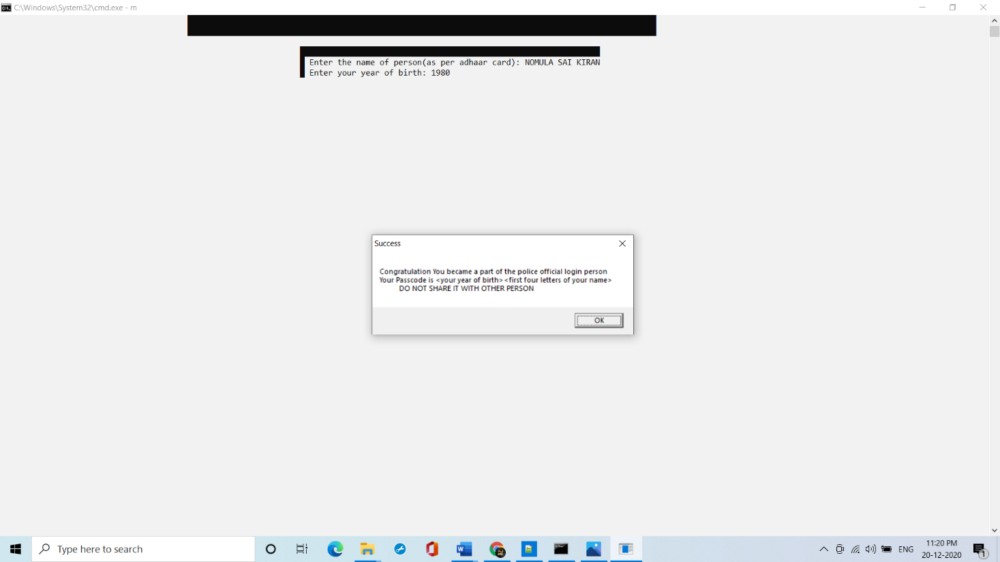 C:\Windows\System32\cmd.exe - m
Enter the name of person(as per adhaar card): NOMULA SAI KIRAN
Enter your year of birth: 1980
Success
Congratulation You became a part of the police official login person
Your Passcode is <your year of birth><first four letters of your name>
DO NOT SHARE IT WITH OTHER PERSON
OK
Type here to search
ENG
11:20 PM
20-12-2020
1